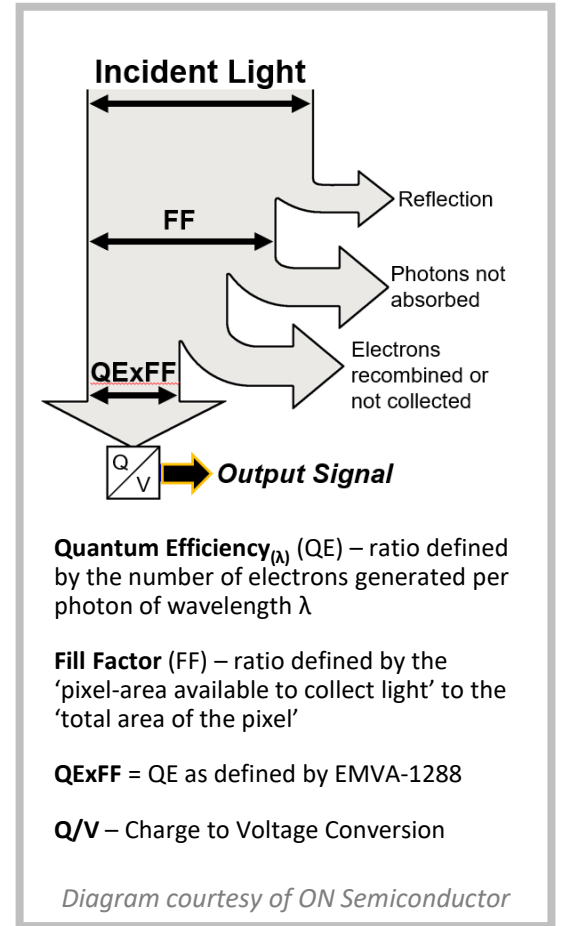 Incident Light
Reflection
FF
Photons not
absorbed
Electrons
recombined or
not collected
QExFF
Q
V
Output Signal
Quantum Efficiency(λ) (QE) – ratio defined
by the number of electrons generated per
photon of wavelength λ
Fill Factor (FF) – ratio defined by the
‘pixel-area available to collect light’ to the
‘total area of the pixel’
QExFF = QE as defined by EMVA-1288
Q/V – Charge to Voltage Conversion
Diagram courtesy of ON Semiconductor